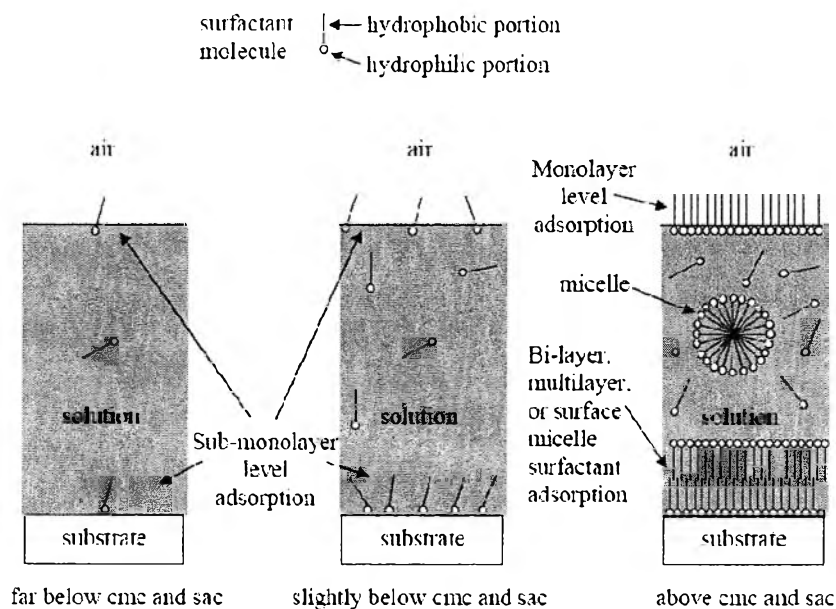 surfactant
molecule
hydrophobic portion
hydrophilic portion
air
air
air
Monolayer
level
adsorption
micelle
Bi-layer,
multilayer,
or surface
micelle
surfactant
adsorption
solution
solution
solution
Sub-monolayer
level
adsorption
substrate
substrate
substrate
far below cmc and sac
slightly below cmc and sac
above cmc and sac